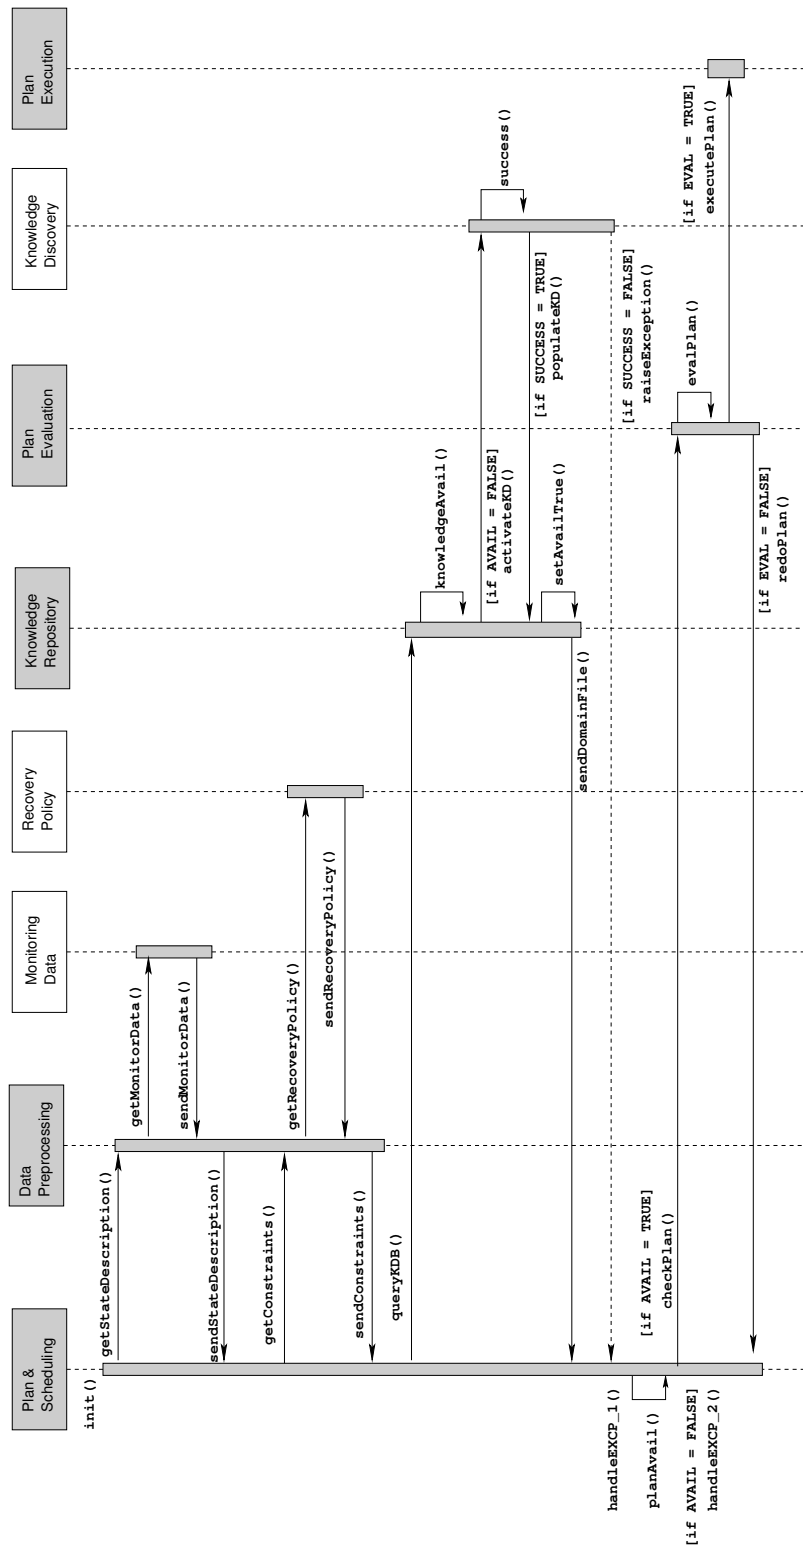 Plan &
Scheduling
Data
Preprocessing
Monitoring
Data
Recovery
Policy
Knowledge
Repository
Plan
Evaluation
Knowledge
Discovery
Plan
Execution
init()
getStateDescription()
getMonitorData()
sendMonitorData()
sendStateDescription()
getConstraints()
getRecoveryPolicy()
sendRecoveryPolicy()
sendConstraints()
queryKDB()
knowledgeAvail()
[if AVAIL = FALSE]
activateKD()
success()
[if SUCCESS = TRUE]
populateKD()
setAvailTrue()
sendDomainFile()
[if SUCCESS = FALSE]
raiseException()
handleEXCP_1()
planAvail()
[if AVAIL = FALSE]
handleEXCP_2()
[if AVAIL = TRUE]
checkPlan()
evalPlan()
[if EVAL = TRUE]
executePlan()
[if EVAL = FALSE]
redoPlan()